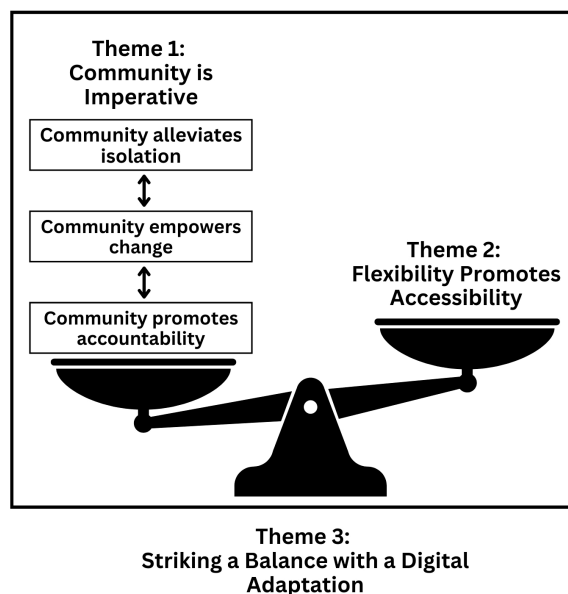 Theme 1:
Community is
Imperative
Community alleviates
isolation
Community empowers
change
Community promotes
accountability
Theme 2:
Flexibility Promotes
Accessibility
Theme 3:
Striking a Balance with a Digital
Adaptation